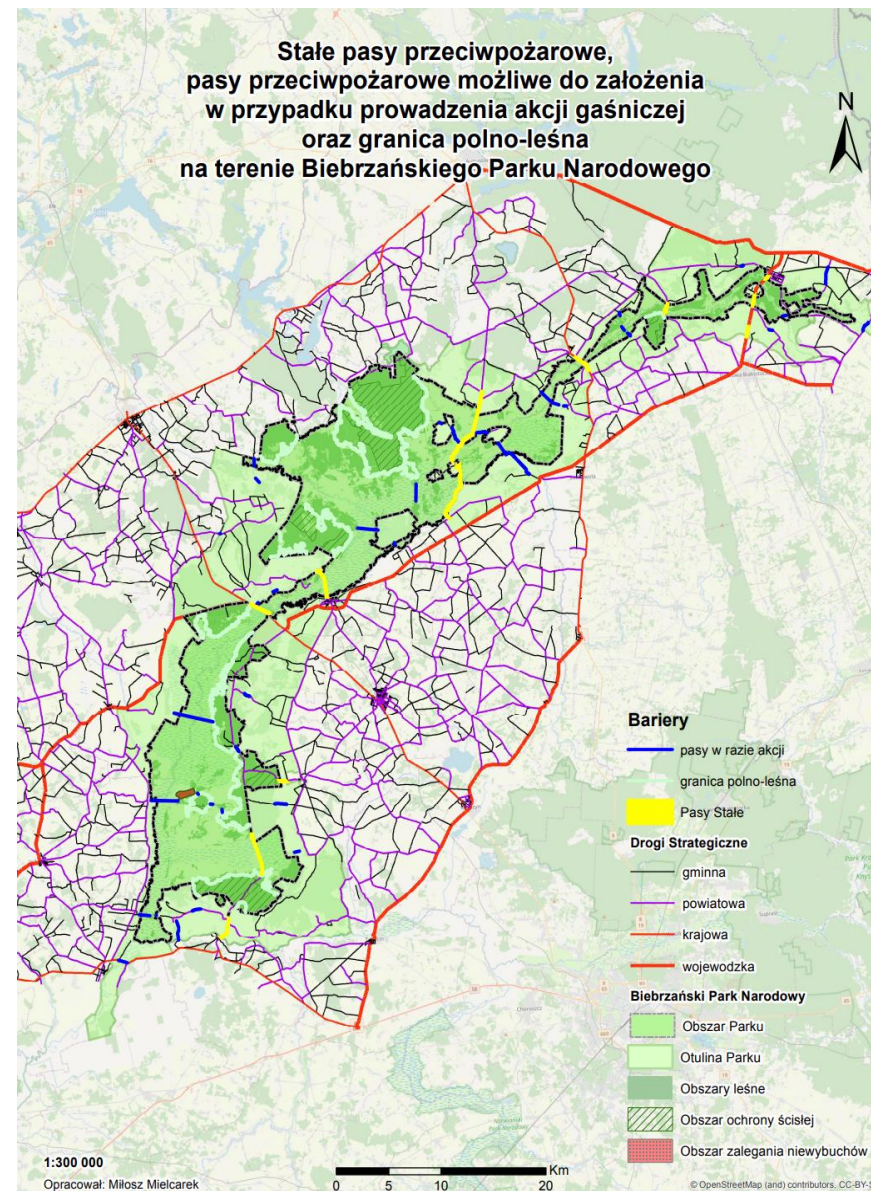 Stałe pasy przeciwpożarowe,
pasy przeciwpożarowe możliwe do założenia
w przypadku prowadzenia akcji gaśniczej
oraz granica polno-leśna
na terenie Biebrzańskiego Parku Narodowego
N
Bariery
pasy w razie akcji
granica polno-leśna
Pasy Stałe
Drogi Strategiczne
gminna
powiatowa
krajowa
wojewodzka
Biebrzański Park Narodowy
Obszar Parku
Otulina Parku
Obszary leśne
Obszar ochrony ścisłej
Obszar zalegania niewybuchów
1:300 000
Opracował: Miłosz Mielcarek
Km
0 5 10 20
© OpenStreetMap (and) contributors, CC-BY-S